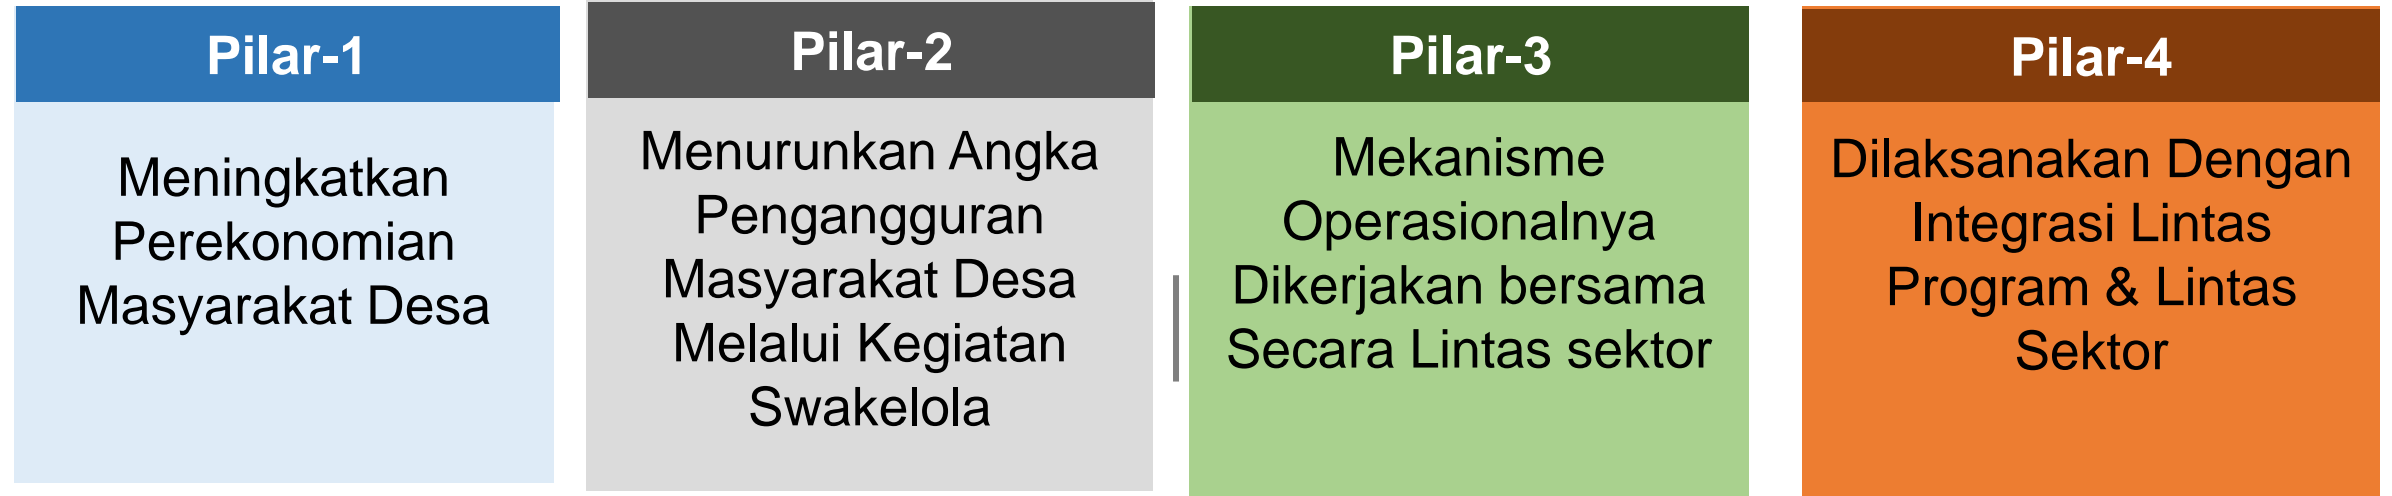 Pilar-1
Meningkatkan
Perekonomian
Masyarakat Desa
Pilar-2
Menurunkan Angka
Pengangguran
Masyarakat Desa
Melalui Kegiatan
Swakelola
Pilar-3
Mekanisme
Operasionalnya
Dikerjakan bersama
Secara Lintas sektor
Pilar-4
Dilaksanakan Dengan
Integrasi Lintas
Program & Lintas
Sektor